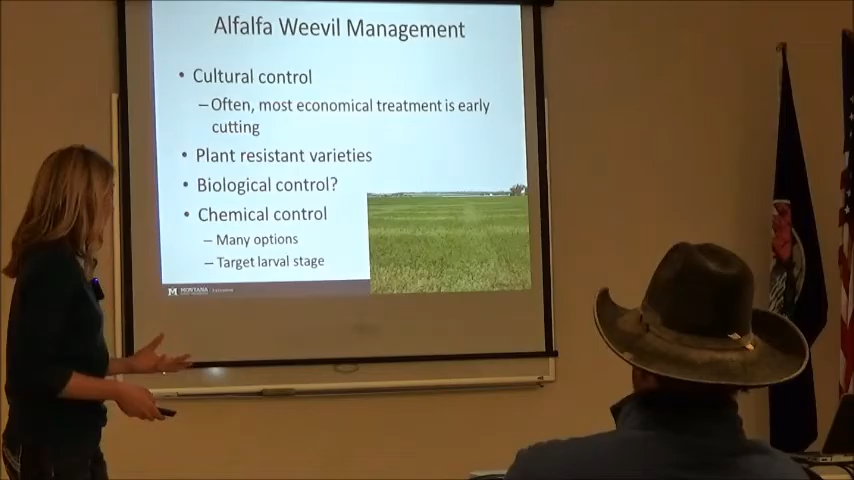 Alfalfa Weevil Management
• Cultural control
–Often, most economical treatment is early
cutting
• Plant resistant varieties
• Biological control?
• Chemical control
– Many options
– Target larval stage
M MONTANA